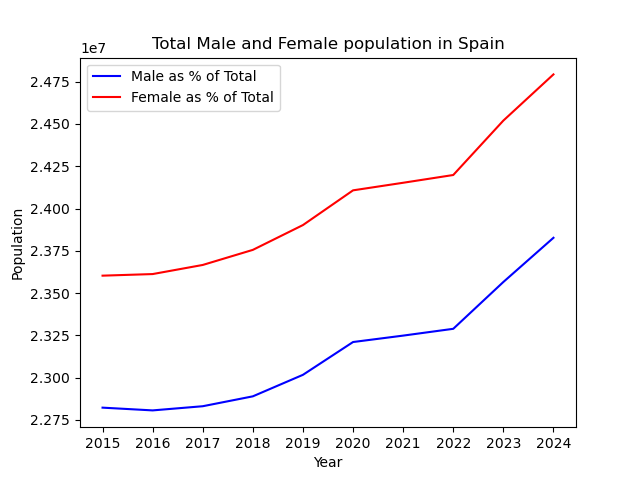 Total Male and Female population in Spain
1e7
Male as % of Total
Female as % of Total
2.475
2.450
2.425
2.400
2.375
2.350
2.325
2.300
2.275
Population
2015 2016 2017 2018 2019 2020 2021 2022 2023 2024
Year